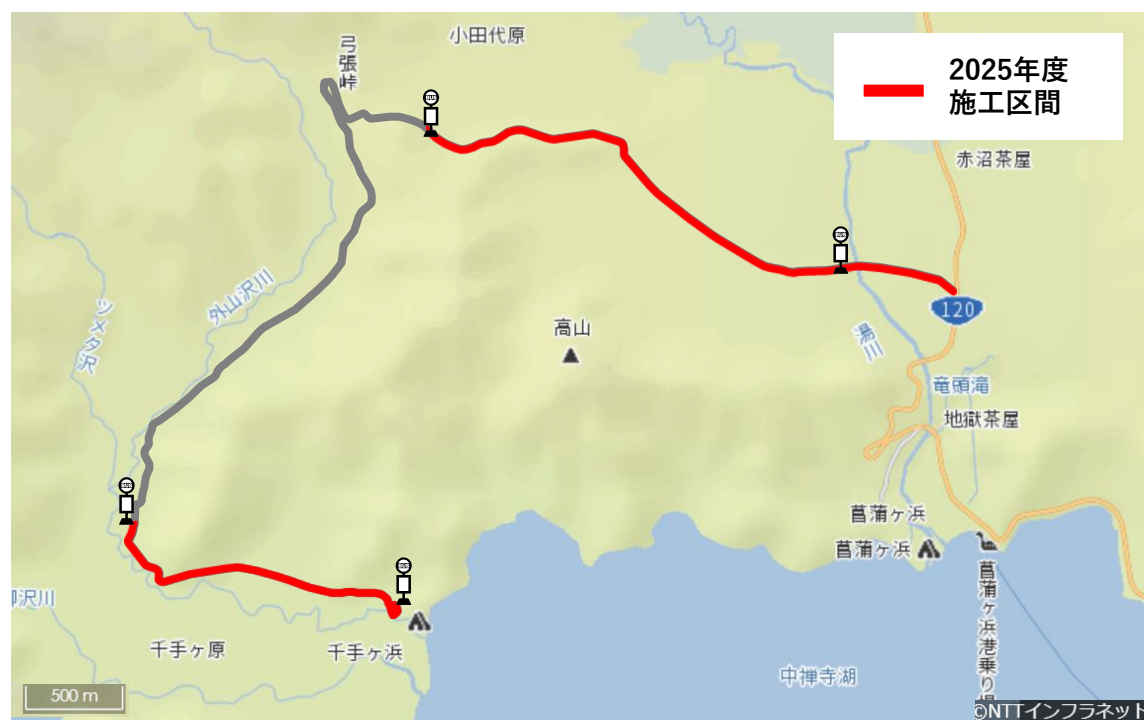 小田代原
弓張峠
2025年度
施工区間
赤沼茶屋
外山沢川
ツメタ沢
高山
120
湯川
竜頭滝
地獄茶屋
菖蒲ヶ浜
菖蒲ヶ浜
菖蒲ヶ浜港乗り場
沢川
千手ヶ原
千手ヶ浜
中禅寺湖
500 m
©NTTインフラネット